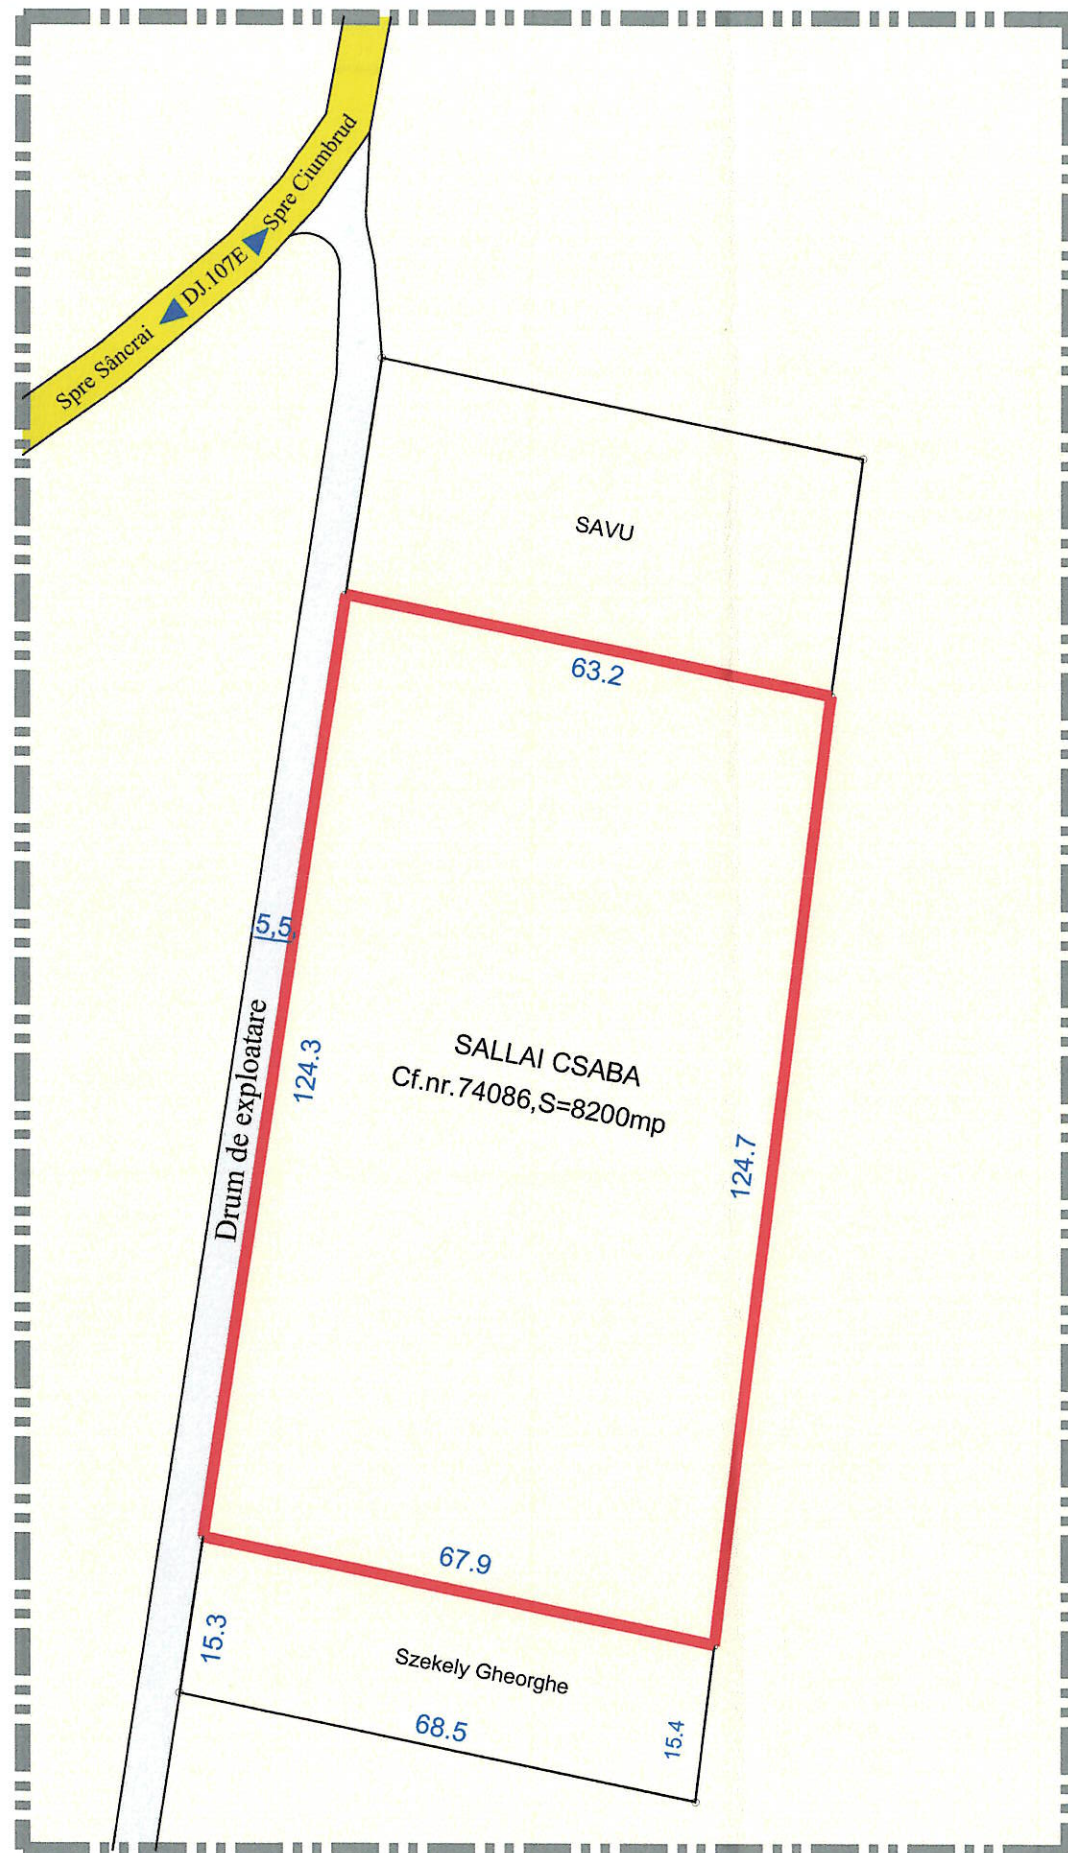 Spre Ciumbrud
DJ.107E
Spre Sâncrai
SAVU
63.2
5,5
124.3
Drum de exploatare
SALLAI CSABA
Cf.nr.74086,S=8200mp
124.7
67.9
15.3
Szekely Gheorghe
68.5
15.4